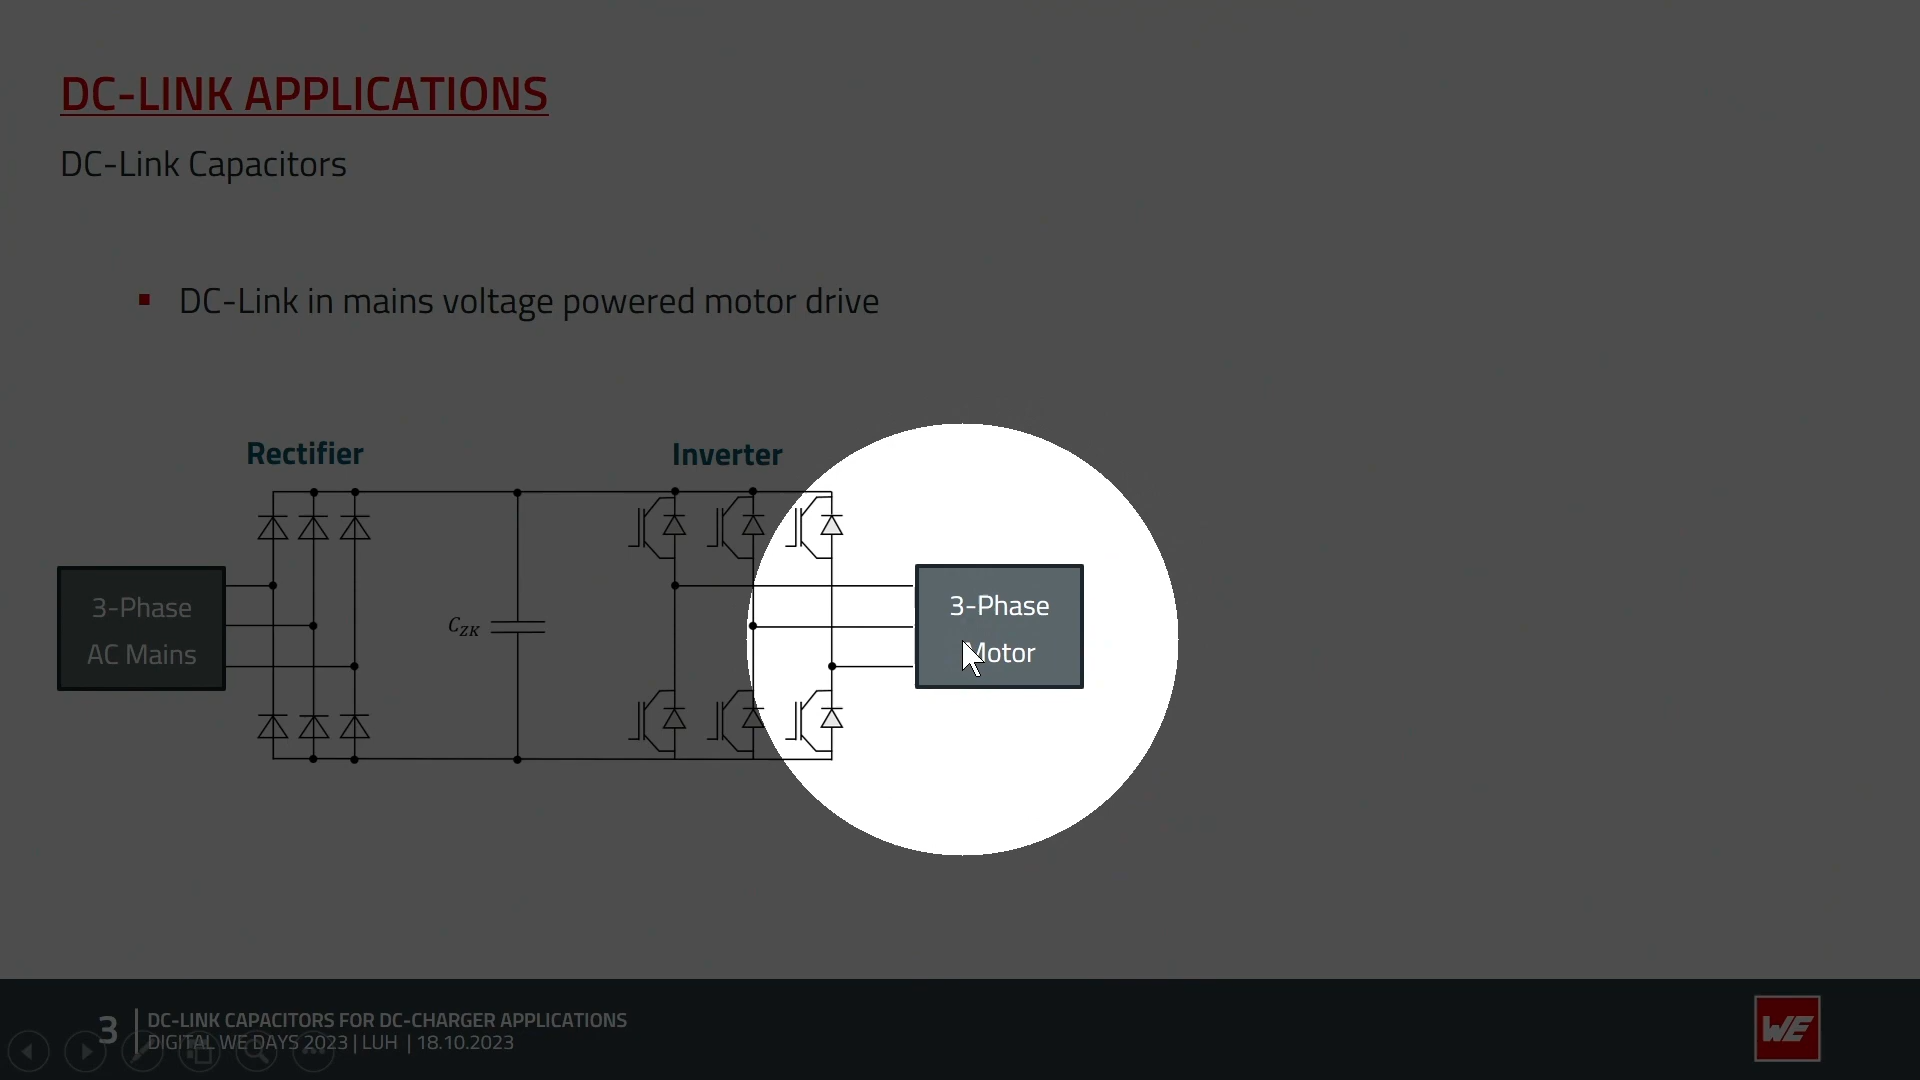 DC-LINK APPLICATIONS
DC-Link Capacitors
DC-Link in mains voltage powered motor drive
Rectifier
Inverter
3-Phase
AC Mains
C_ZK
3-Phase
Motor
3
DC-LINK CAPACITORS FOR DC-CHARGER APPLICATIONS
DIGITAL WE DAYS 2023 | LUH | 18.10.2023
WE